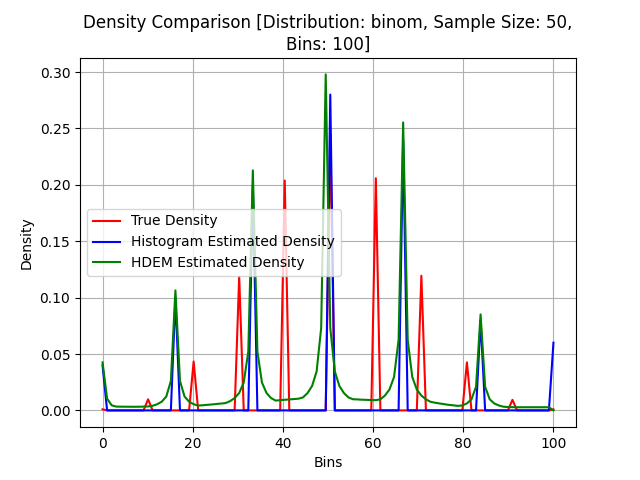 Density Comparison [Distribution: binom, Sample Size: 50,
Bins: 100]
0.30
0.25
0.20
0.15
0.10
0.05
0.00
Density
True Density
Histogram Estimated Density
HDEM Estimated Density
0 20 40 60 80 100
Bins